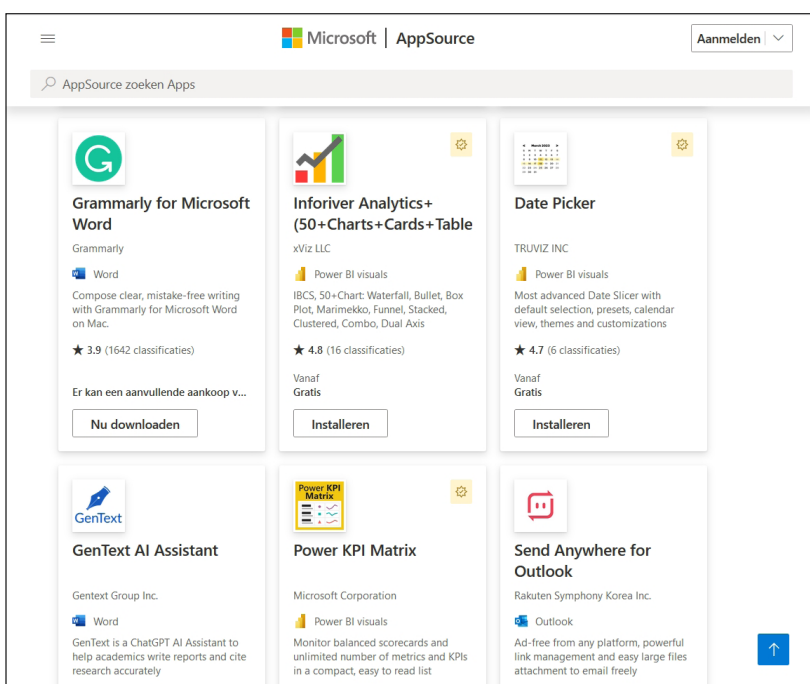 Microsoft | AppSource
Aanmelden
AppSource zoeken Apps
Grammarly for Microsoft
Word
Grammarly
Word
Compose clear, mistake-free writing
with Grammarly for Microsoft Word
on Mac.
★ 3.9 (1642 classificaties)
Er kan een aanvullende aankoop v...
Nu downloaden
Inforiver Analytics+
(50+Charts+Cards+Table
xViz LLC
Power BI visuals
IBCS, 50+Chart: Waterfall, Bullet, Box
Plot, Marimekko, Funnel, Stacked,
Clustered, Combo, Dual Axis
★ 4.8 (16 classificaties)
Vanaf
Gratis
Installeren
March 2023
Date Picker
TRUVIZ INC
Power BI visuals
Most advanced Date Slicer with
default selection, presets, calendar
view, themes and customizations
★ 4.7 (6 classificaties)
Vanaf
Gratis
Installeren
GenText
GenText AI Assistant
Gentext Group Inc.
Word
GenText is a ChatGPT AI Assistant to
help academics write reports and cite
research accurately
Power KPI
Matrix
Power KPI Matrix
Microsoft Corporation
Power BI visuals
Monitor balanced scorecards and
unlimited number of metrics and KPIs
in a compact, easy to read list
Send Anywhere for
Outlook
Rakuten Symphony Korea Inc.
Outlook
Ad-free from any platform, powerful
link management and easy large files
attachment to email freely